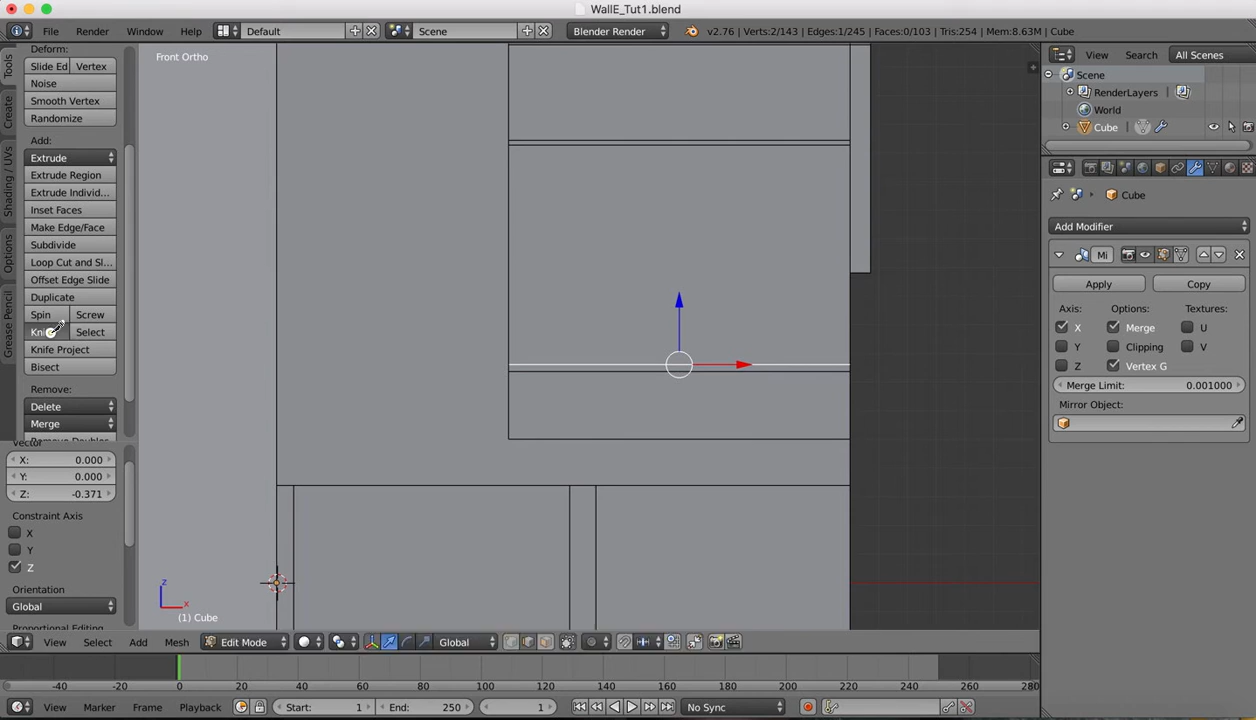 WallE_Tut1.blend
File Render Window Help Default Scene Blender Render v2.76 | Verts:2/143 | Edges:1/245 | Faces:0/103 | Tris:254 | Mem:8.63M | Cube
Deform:
Slide Ed Vertex
Noise
Smooth Vertex
Randomize
Add:
Extrude
Extrude Region
Extrude Individ...
Inset Faces
Make Edge/Face
Subdivide
Loop Cut and Sl...
Offset Edge Slide
Duplicate
Spin Screw
Kni Select
Knife Project
Bisect
Remove:
Delete
Merge
Vector
X: 0.000
Y: 0.000
Z: -0.371
Constraint Axis
X
Y
Z
Orientation
Global
Tools
Create
Shading / UVs
Options
Grease Pencil
Front Ortho
z
x
(1) Cube
View Select Add Mesh Edit Mode Global
-40 -20 0 20 40 60 80 100 120 140 160 180 200 220 240 260 280
View Marker Frame Playback Start: 1 End: 250 1 No Sync
View Search All Scenes
Scene
RenderLayers
World
Cube
Cube
Add Modifier
Mi
Apply Copy
Axis: Options: Textures:
X Merge U
Y Clipping V
Z Vertex G
Merge Limit: 0.001000
Mirror Object: